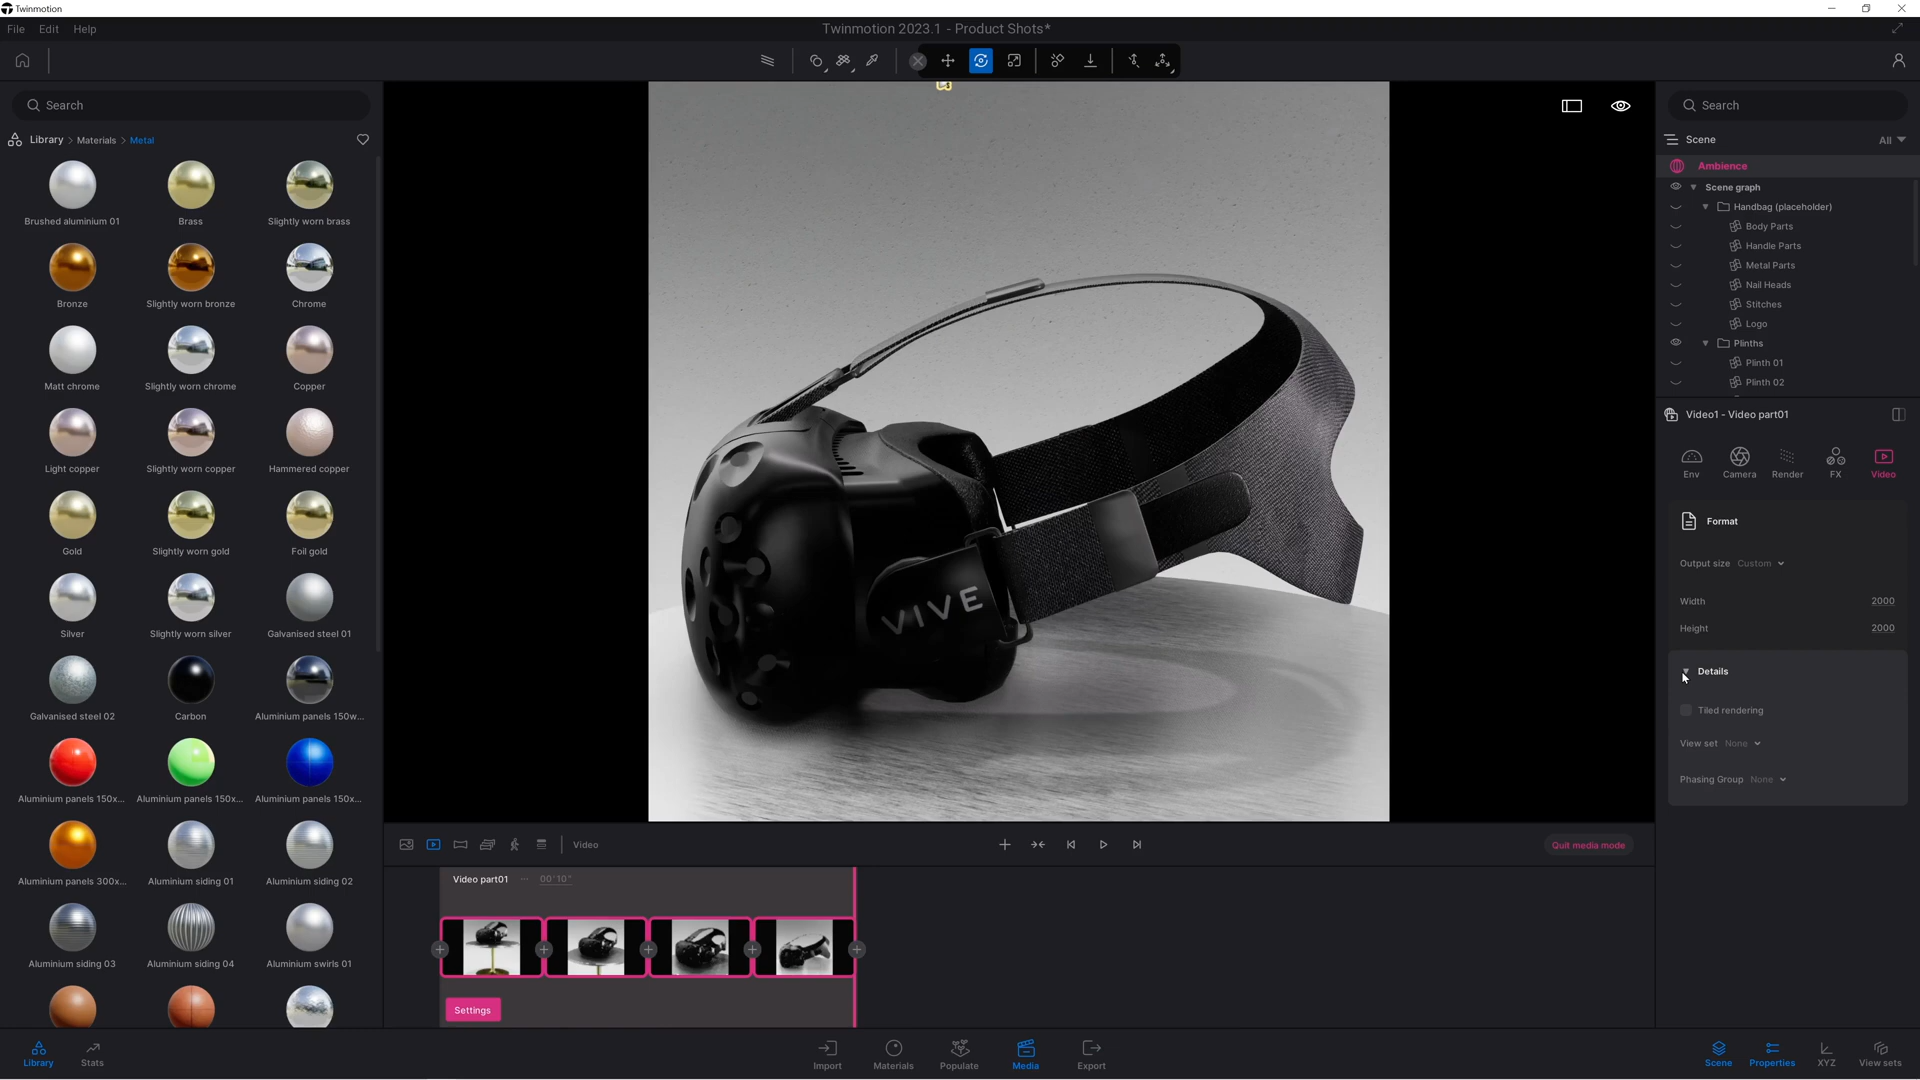 Twinmotion
File Edit Help
Twinmotion 2023.1 - Product Shots*
Search
Library > Materials > Metal
Brushed aluminium 01
Brass
Slightly worn brass
Bronze
Slightly worn bronze
Chrome
Matt chrome
Slightly worn chrome
Copper
Light copper
Slightly worn copper
Hammered copper
Gold
Slightly worn gold
Foil gold
Silver
Slightly worn silver
Galvanised steel 01
Galvanised steel 02
Carbon
Aluminium panels 150w...
Aluminium panels 150x...
Aluminium panels 150x...
Aluminium panels 150x...
Aluminium panels 300x...
Aluminium siding 01
Aluminium siding 02
Aluminium siding 03
Aluminium siding 04
Aluminium swirls 01
VIVE
Video
Quit media mode
Video part01 ... 00'10"
Settings
Search
Scene
All
Ambience
Scene graph
Handbag (placeholder)
Body Parts
Handle Parts
Metal Parts
Nail Heads
Stitches
Logo
Plinths
Plinth 01
Plinth 02
Video1 - Video part01
Env Camera Render FX Video
Format
Output size Custom
Width 2000
Height 2000
Details
Tiled rendering
View set None
Phasing Group None
Library Stats
Import Materials Populate Media Export
Scene Properties XYZ View sets